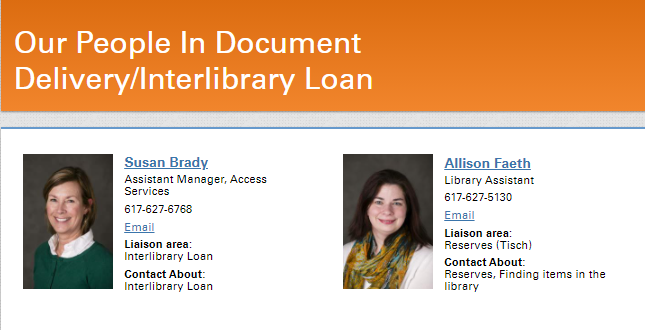 Our People In Document
Delivery/Interlibrary Loan
Susan Brady
Assistant Manager, Access
Services
617-627-6768
Email
Liaison area:
Interlibrary Loan
Contact About:
Interlibrary Loan
Allison Faeth
Library Assistant
617-627-5130
Email
Liaison area:
Reserves (Tisch)
Contact About:
Reserves, Finding items in the
library